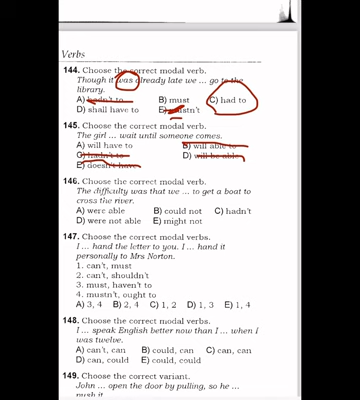 Verbs
144. Choose the correct modal verb.
Though it was already late we ... go to the
library.
A) hadn't to B) must C) had to
D) shall have to E) mustn't
145. Choose the correct modal verb.
The girl ... wait until someone comes.
A) will have to B) will able to
C) hadn't to D) will be able
E) doesn't have
146. Choose the correct modal verb.
The difficulty was that we ... to get a boat to
cross the river.
A) were able B) could not C) hadn't
D) were not able E) might not
147. Choose the correct modal verbs.
I ... hand the letter to you. I ... hand it
personally to Mrs Norton.
1. can't, must
2. can't, shouldn't
3. must, haven't to
4. mustn't, ought to
A) 3, 4 B) 2, 4 C) 1, 2 D) 1, 3 E) 1, 4
148. Choose the correct modal verbs.
I ... speak English better now than I ... when I
was twelve.
A) can't, can B) could, can C) can, can
D) can, could E) could, could
149. Choose the correct variant.
John ... open the door by pulling, so he ...
push it